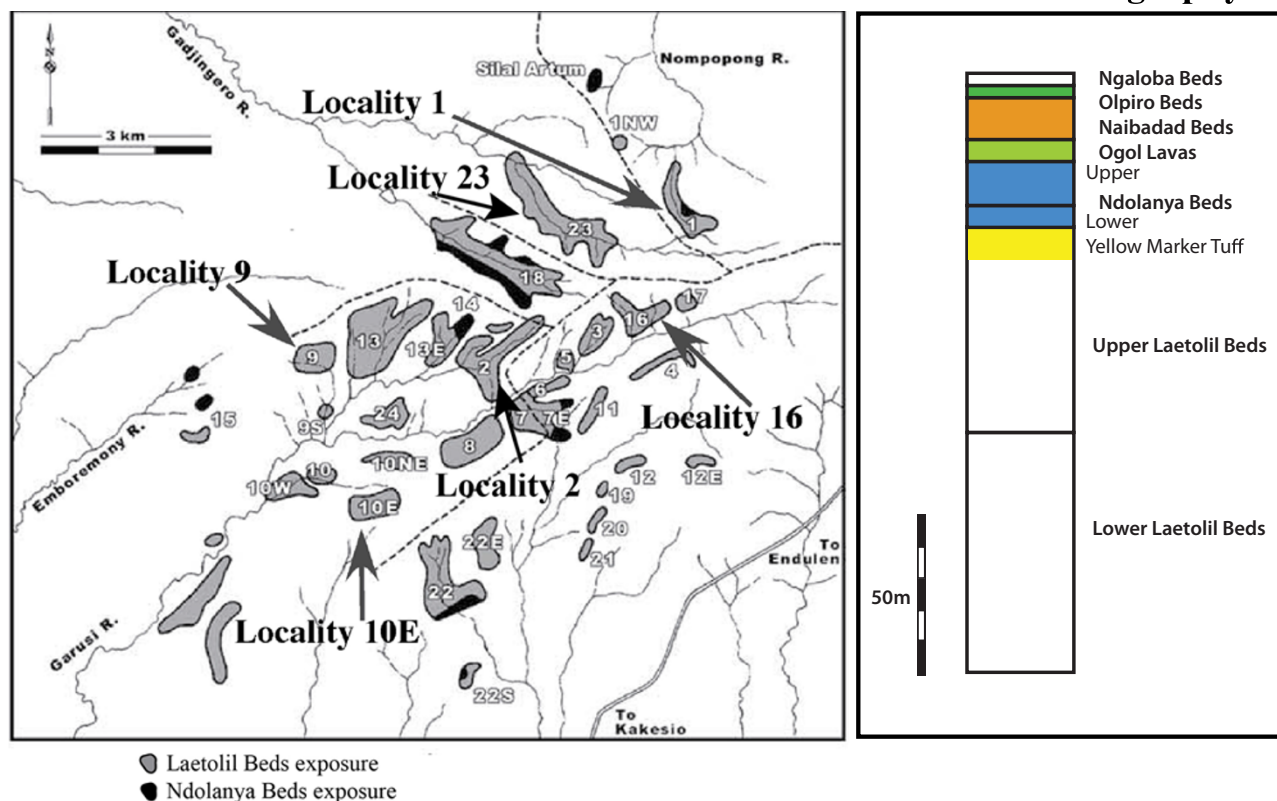 Gadjingero R.
Nompopong R.
Silal Artum
Locality 1
1NW
3 km
Locality 23
23
1
18
Locality 9
17
14
16
3
13
13E
9
2
5
4
6
15
24
11
7
7E
Locality 16
9S
8
10NE
10
12
12E
10W
Locality 2
19
Emboremony R.
10E
20
22E
21
To
Endulen
22
Garusi R.
Locality 10E
22S
To
Kakesio
Laetolil Beds exposure
Ndolanya Beds exposure
Ngaloba Beds
Olpiro Beds
Naibadad Beds
Ogol Lavas
Upper
Ndolanya Beds
Lower
Yellow Marker Tuff
Upper Laetolil Beds
Lower Laetolil Beds
50m